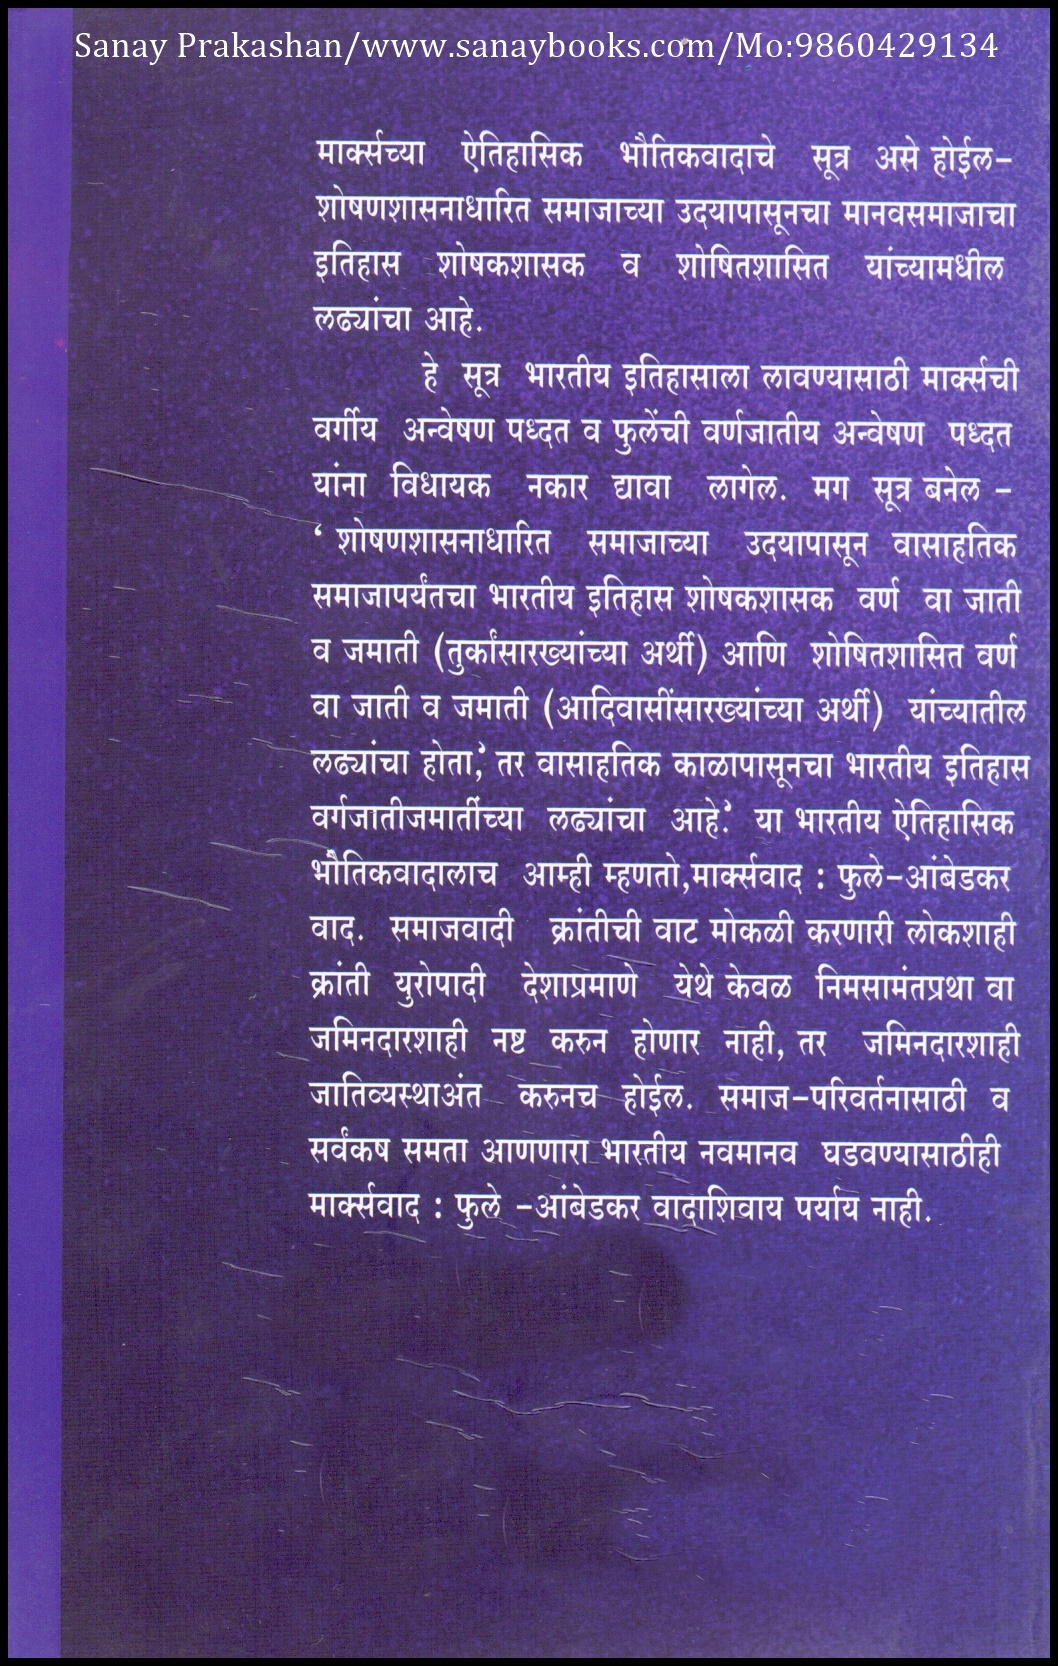 Sanay Prakashan/www.sanaybooks.com/Mo:9860429134
मार्क्सच्या ऐतिहासिक भौतिकवादाचे सूत्र असे होईल-
शोषणशासनाधारित समाजाच्या उदयापासूनचा मानवसमाजाचा
इतिहास शोषकशासक व शोषितशासित यांच्यामधील
लढ्यांचा आहे.
हे सूत्र भारतीय इतिहासाला लावण्यासाठी मार्क्सची
वर्गीय अन्वेषण पध्दत व फुलेंची वर्णजातीय अन्वेषण पध्दत
यांना विधायक नकार द्यावा लागेल. मग सूत्र बनेल -
‘ शोषणशासनाधारित समाजाच्या उदयापासून वासाहतिक
समाजापर्यंतचा भारतीय इतिहास शोषकशासक वर्ण वा जाती
व जमाती (तुर्कांसारख्यांच्या अर्थी) आणि शोषितशासित वर्ण
वा जाती व जमाती (आदिवासींसारख्यांच्या अर्थी) यांच्यातील
लढ्यांचा होता,’ तर वासाहतिक काळापासूनचा भारतीय इतिहास
वर्गजातीजमातींच्या लढ्यांचा आहे.’ या भारतीय ऐतिहासिक
भौतिकवादालाच आम्ही म्हणतो,मार्क्सवाद : फुले-आंबेडकर
वाद. समाजवादी क्रांतीची वाट मोकळी करणारी लोकशाही
क्रांती युरोपादी देशाप्रमाणे येथे केवळ निमसामंतप्रथा वा
जमिनदारशाही नष्ट करुन होणार नाही, तर जमिनदारशाही
जातिव्यस्थाअंत करुनच होईल. समाज-परिवर्तनासाठी व
सर्वंकष समता आणणारा भारतीय नवमानव घडवण्यासाठीही
मार्क्सवाद : फुले -आंबेडकर वादाशिवाय पर्याय नाही.